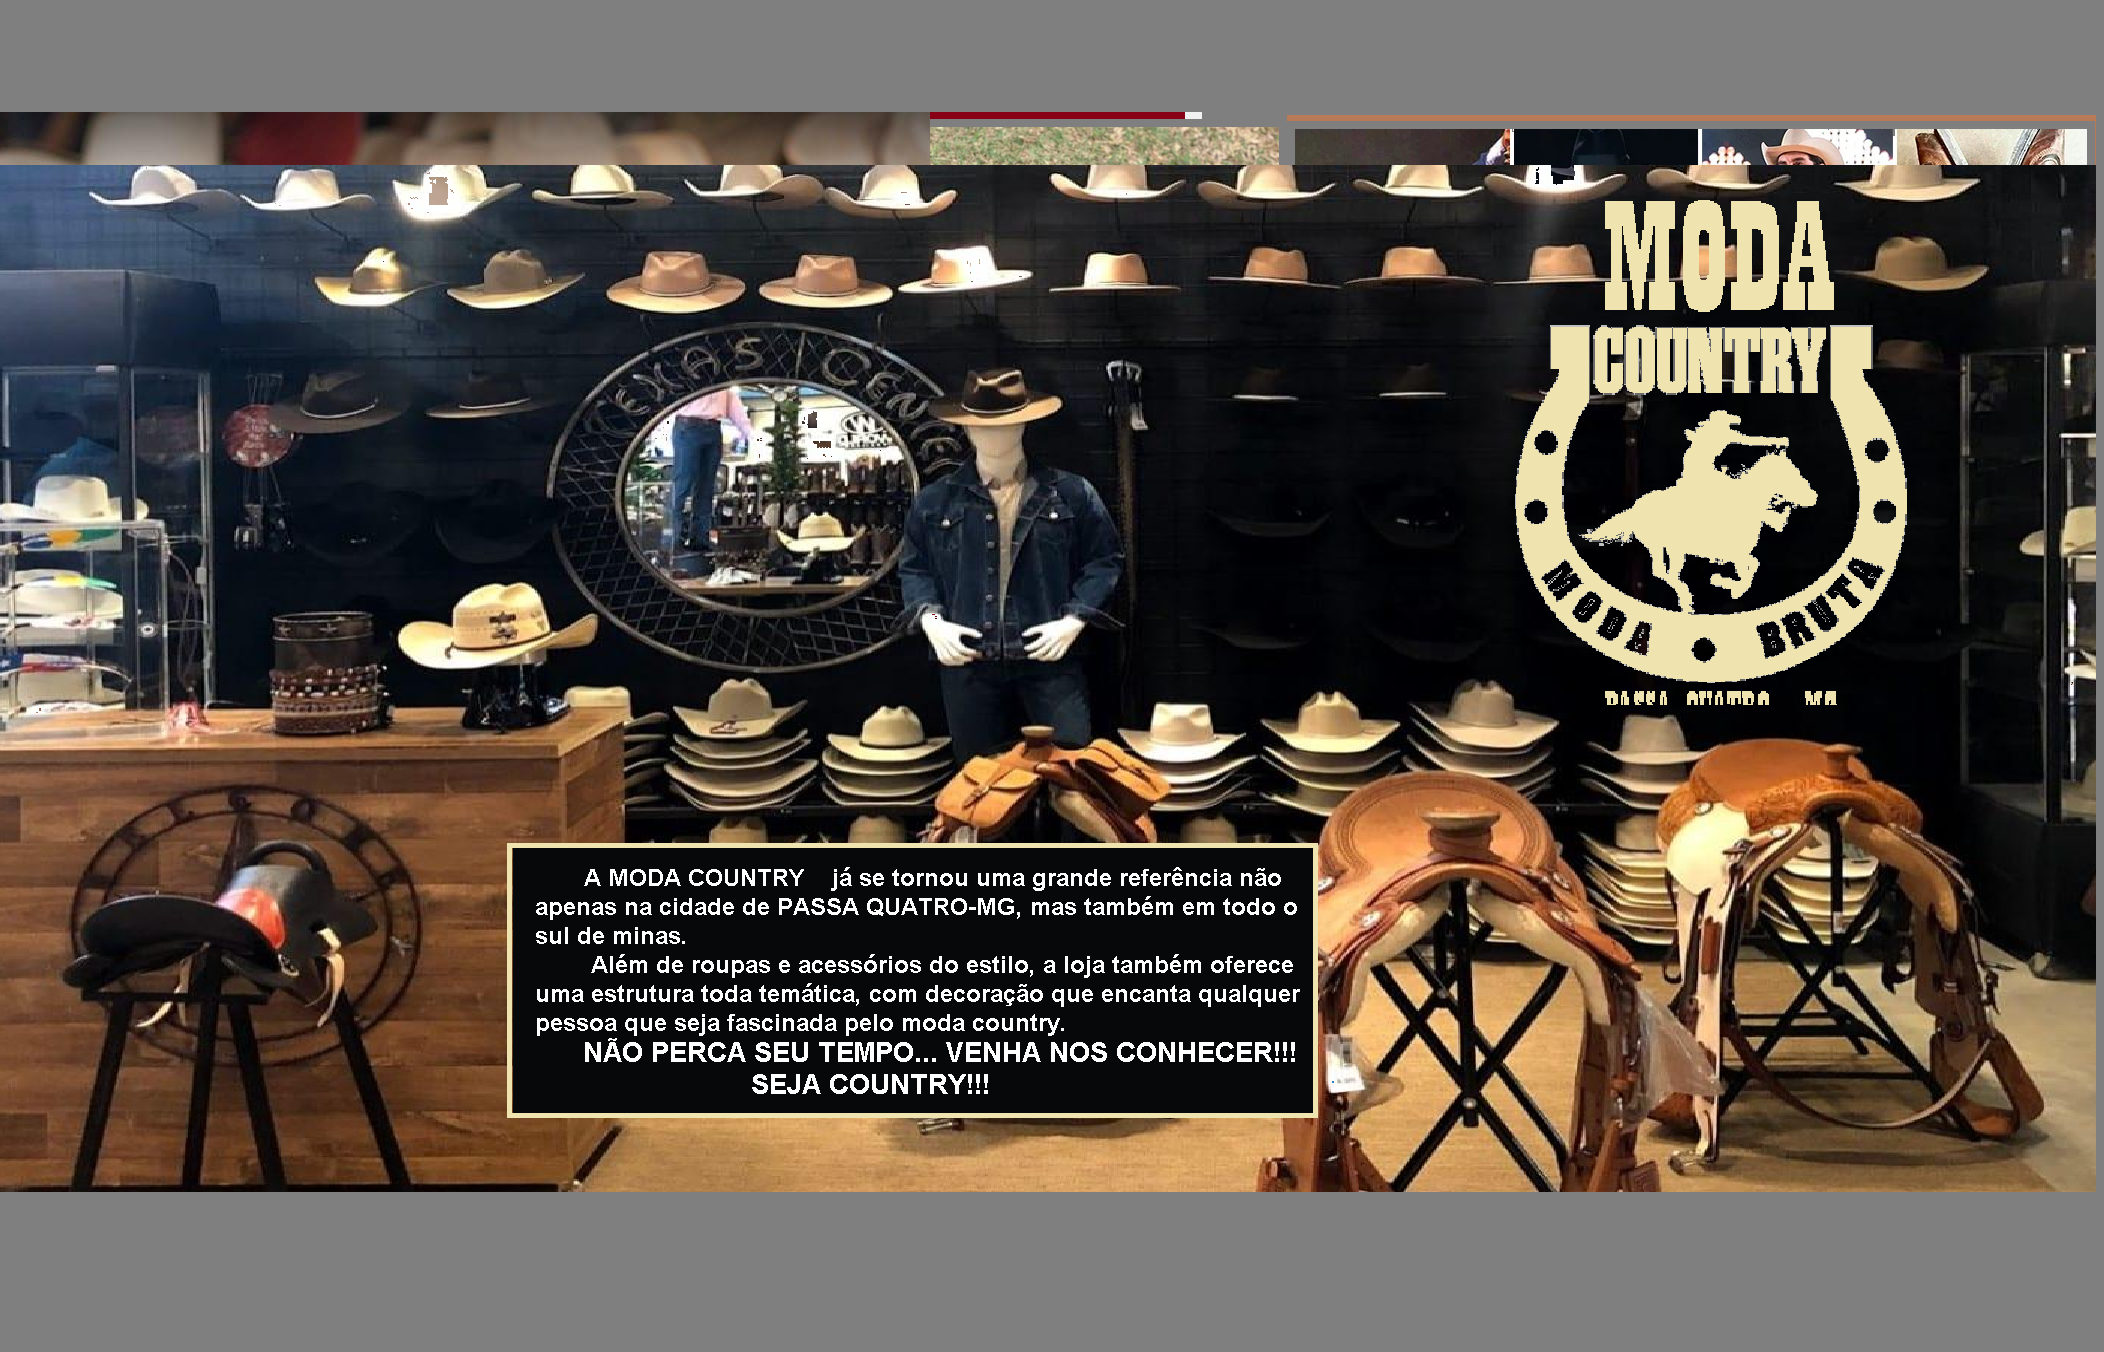 MODA
COUNTRY
TEXAS CENTER
MODA BRUTA
PASSA QUATRO MG
A MODA COUNTRY já se tornou uma grande referência não
apenas na cidade de PASSA QUATRO-MG, mas também em todo o
sul de minas.
Além de roupas e acessórios do estilo, a loja também oferece
uma estrutura toda temática, com decoração que encanta qualquer
pessoa que seja fascinada pelo moda country.
NÃO PERCA SEU TEMPO... VENHA NOS CONHECER!!!
SEJA COUNTRY!!!